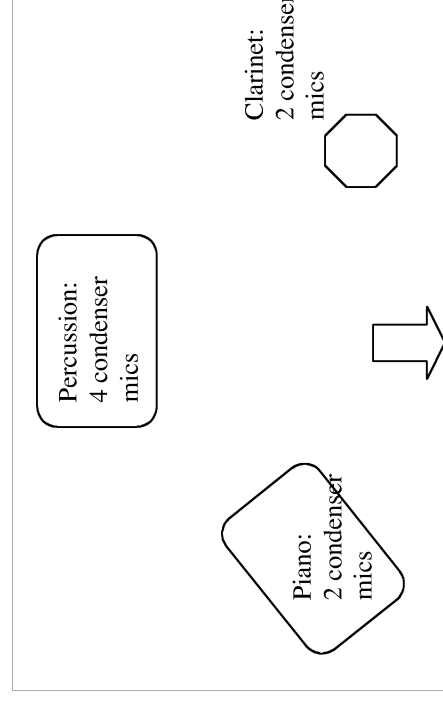 Percussion:
4 condenser
mics
Piano:
2 condenser
mics
Clarinet:
2 condenser
mics